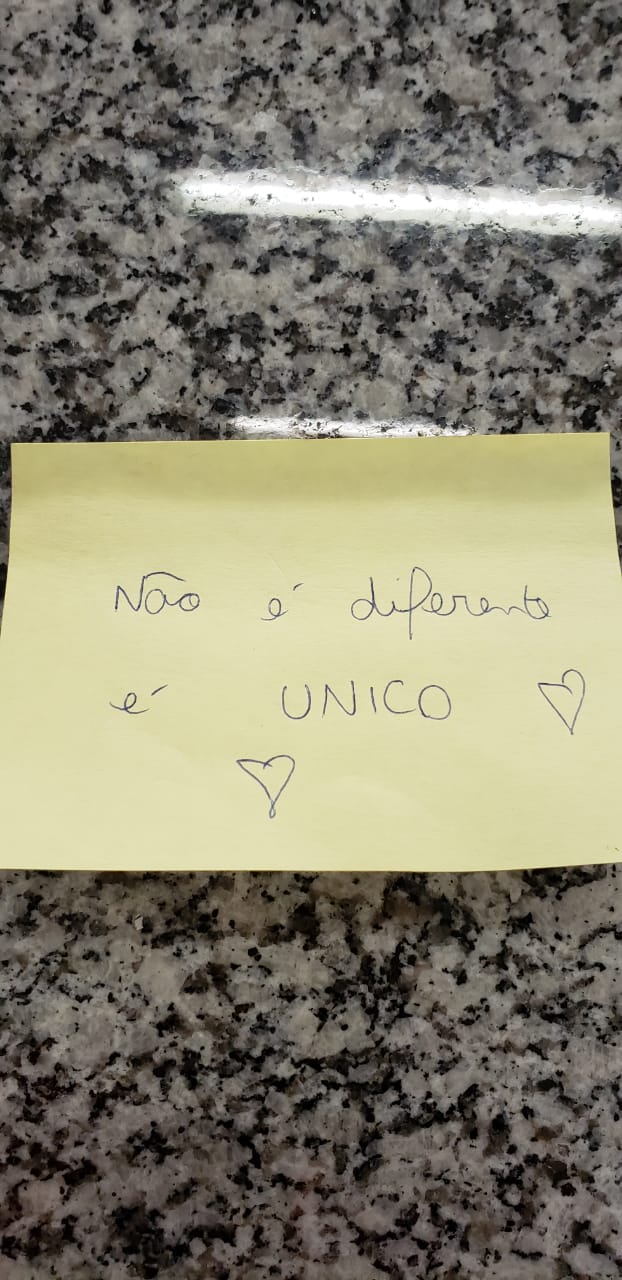 Não é diferente
é UNICO ♡
♡